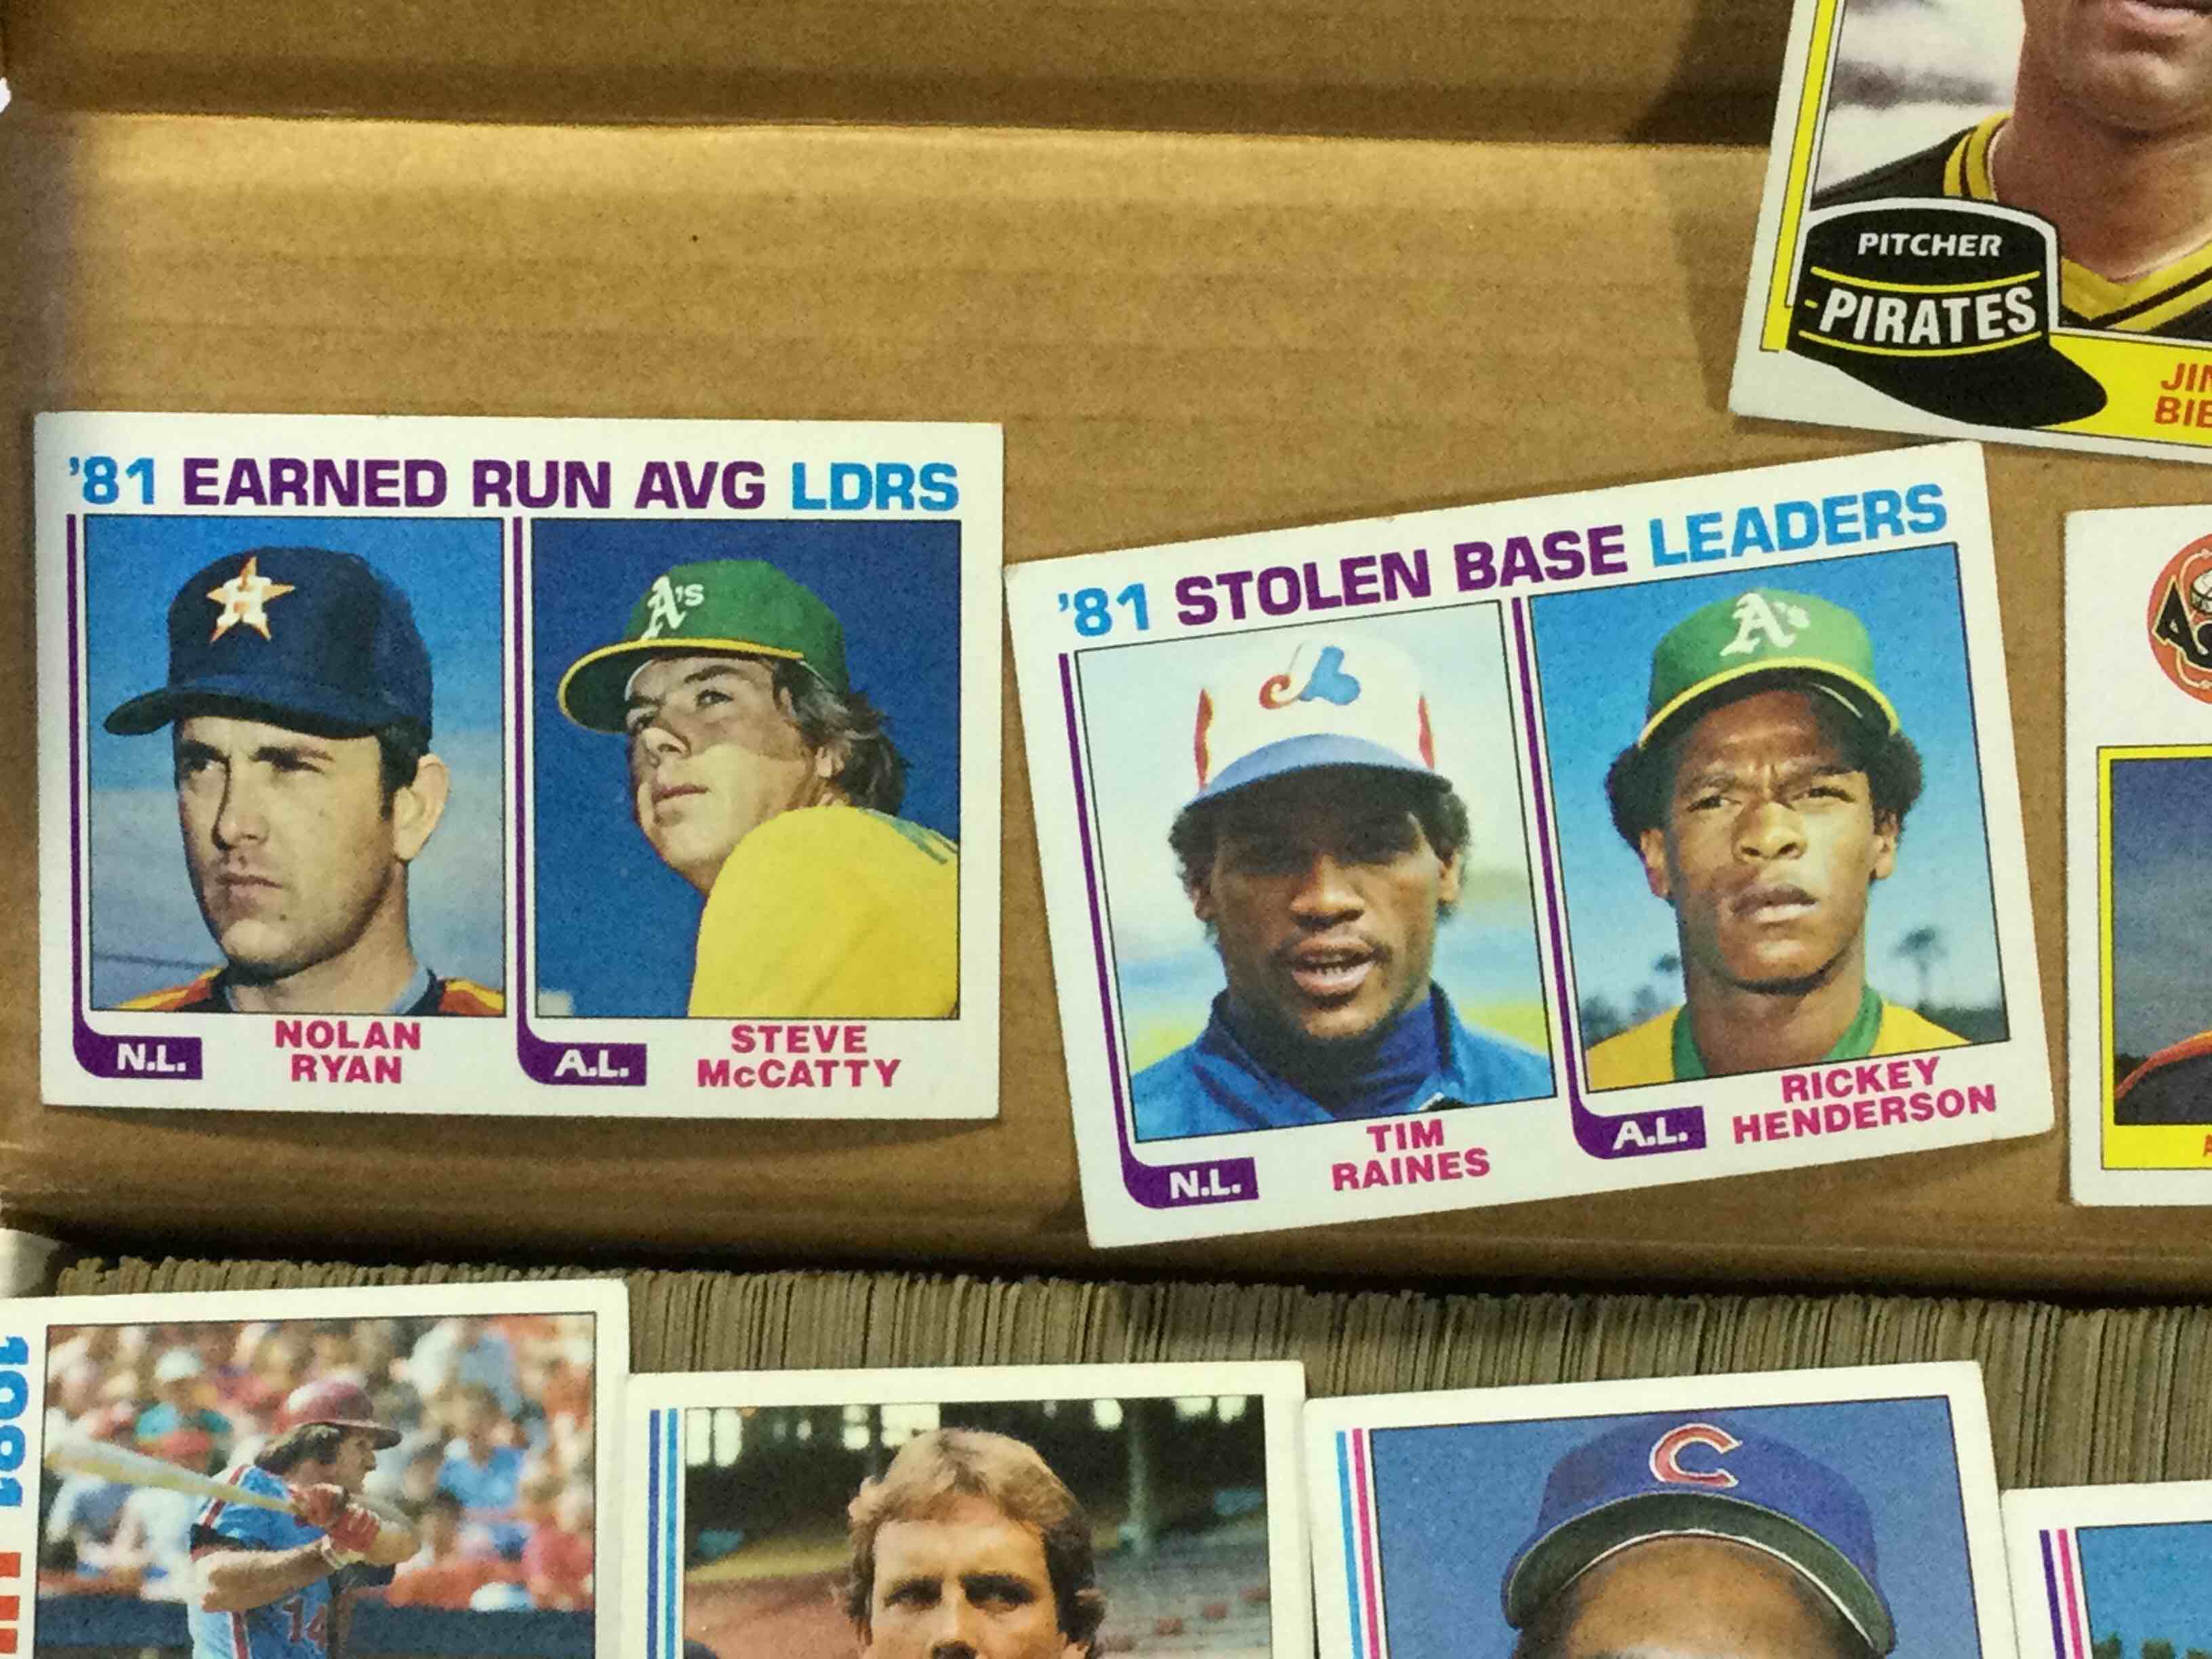 PITCHER
PIRATES
'81 EARNED RUN AVG LDRS
A's
N.L.
NOLAN
RYAN
A.L.
STEVE
McCATTY
'81 STOLEN BASE LEADERS
A's
N.L.
TIM
RAINES
A.L.
RICKEY
HENDERSON
H
C
14